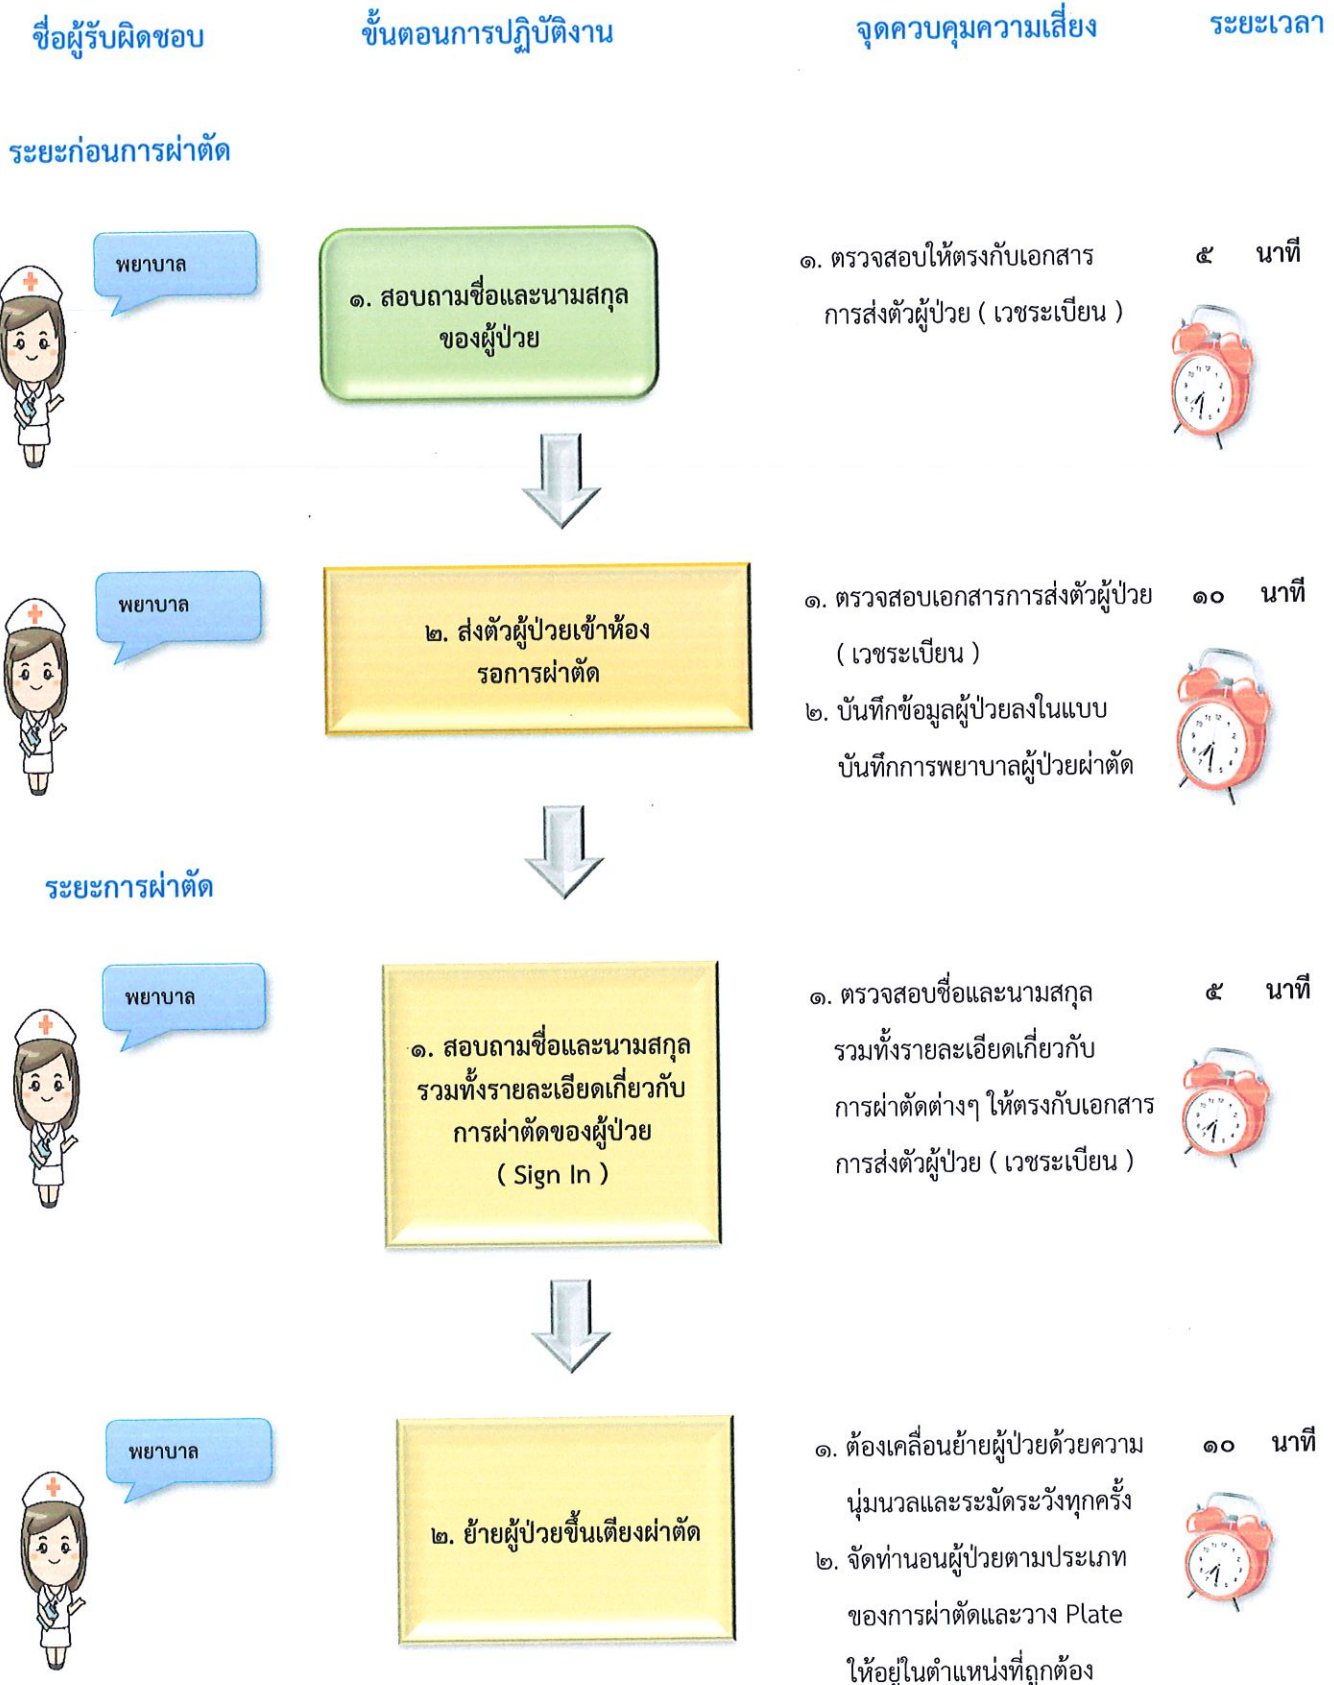 ชื่อผู้รับผิดชอบ
ขั้นตอนการปฏิบัติงาน
จุดควบคุมความเสี่ยง
ระยะเวลา
ระยะก่อนการผ่าตัด
พยาบาล
๑. สอบถามชื่อและนามสกุล
ของผู้ป่วย
๑. ตรวจสอบให้ตรงกับเอกสาร
การส่งตัวผู้ป่วย ( เวชระเบียน )
๕ นาที
พยาบาล
๒. ส่งตัวผู้ป่วยเข้าห้อง
รอการผ่าตัด
๑. ตรวจสอบเอกสารการส่งตัวผู้ป่วย
( เวชระเบียน )
๒. บันทึกข้อมูลผู้ป่วยลงในแบบ
บันทึกการพยาบาลผู้ป่วยผ่าตัด
๑๐ นาที
ระยะการผ่าตัด
พยาบาล
๑. สอบถามชื่อและนามสกุล
รวมทั้งรายละเอียดเกี่ยวกับ
การผ่าตัดของผู้ป่วย
( Sign In )
๑. ตรวจสอบชื่อและนามสกุล
รวมทั้งรายละเอียดเกี่ยวกับ
การผ่าตัดต่างๆ ให้ตรงกับเอกสาร
การส่งตัวผู้ป่วย ( เวชระเบียน )
๕ นาที
พยาบาล
๒. ย้ายผู้ป่วยขึ้นเตียงผ่าตัด
๑. ต้องเคลื่อนย้ายผู้ป่วยด้วยความ
นุ่มนวลและระมัดระวังทุกครั้ง
๒. จัดท่านอนผู้ป่วยตามประเภท
ของการผ่าตัดและวาง Plate
ให้อยู่ในตำแหน่งที่ถูกต้อง
๑๐ นาที